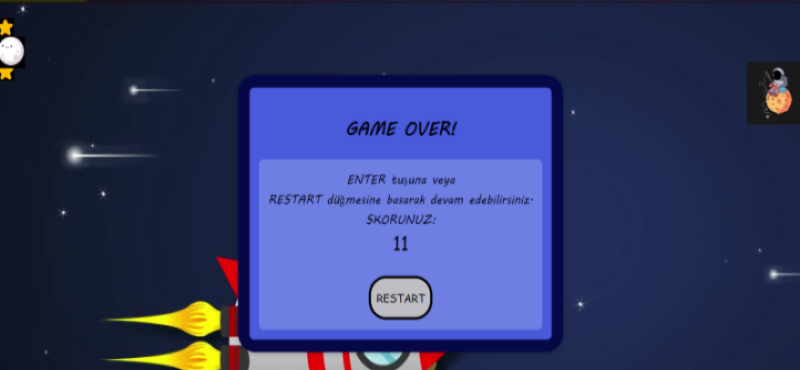 GAME OVER!
ENTER tuşuna veya
RESTART düğmesine basarak devam edebilirsiniz.
SKORUNUZ:
11
RESTART